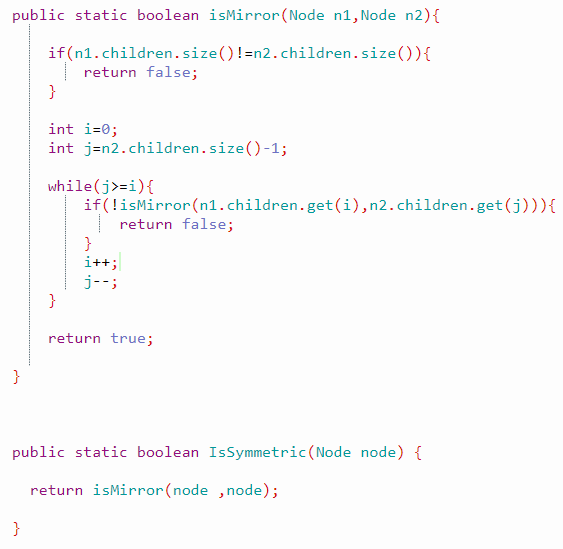 public static boolean isMirror(Node n1,Node n2){
if(n1.children.size()!=n2.children.size()){
return false;
}
int i=0;
int j=n2.children.size()-1;
while(j>=i){
if(!isMirror(n1.children.get(i),n2.children.get(j))){
return false;
}
i++;
j--;
}
return true;
}
public static boolean IsSymmetric(Node node) {
return isMirror(node ,node);
}